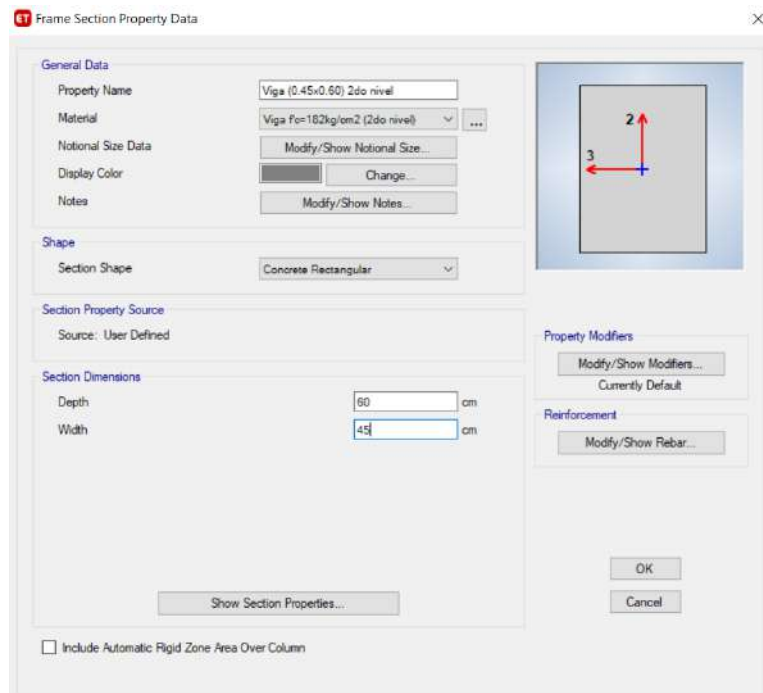 ET Frame Section Property Data
General Data
Property Name Viga (0.45x0.60) 2do nivel
Material Viga f'c=182kg/cm2 (2do nivel) ...
Notional Size Data Modify/Show Notional Size...
Display Color Change...
Notes Modify/Show Notes...
2
3
Shape
Section Shape Concrete Rectangular
Section Property Source
Source: User Defined
Section Dimensions
Depth 60 cm
Width 45 cm
Show Section Properties...
Include Automatic Rigid Zone Area Over Column
Property Modifiers
Modify/Show Modifiers...
Currently Default
Reinforcement
Modify/Show Rebar...
OK
Cancel